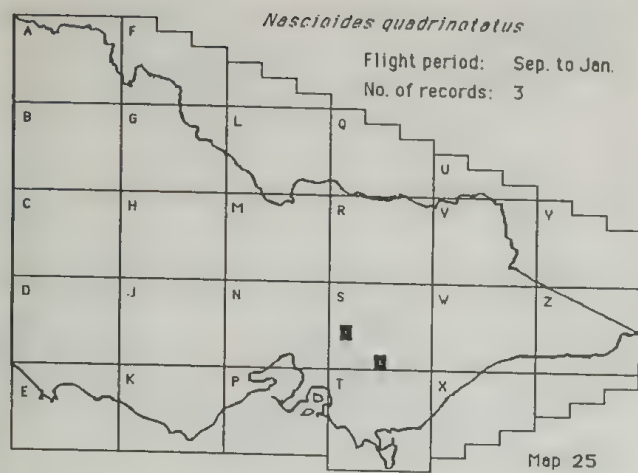 Nascioides quadrinotatus
Flight period: Sep. to Jan.
No. of records: 3
A F
B G L Q
U
C H M R V Y
D J N S W Z
E K P T X
Map 25